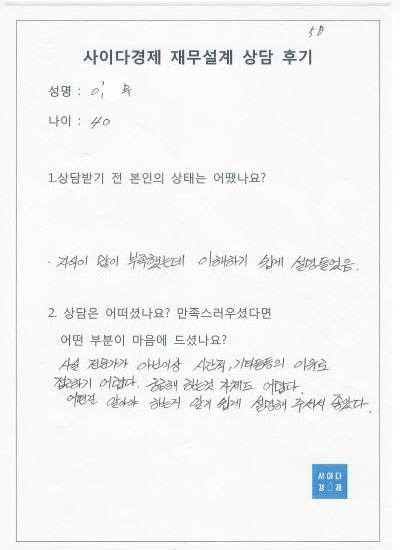 사이다경제 재무설계 상담 후기
성명 :
나이 : 40
1.상담받기 전 본인의 상태는 어땠나요?
· 지식이 많이 부족했는데 이해하기 쉽게 설명들었음.
2. 상담은 어떠셨나요? 만족스러우셨다면
어떤 부분이 마음에 드셨나요?
사실 전문가가 아닌이상 시간적, 기타등등의 이유로
접근하기 어렵다. 공부해 하는것 자체도 어렵다.
어떤걸 알아야 하는지 알기 쉽게 설명해 주셔서 좋았다.
사이다
경제